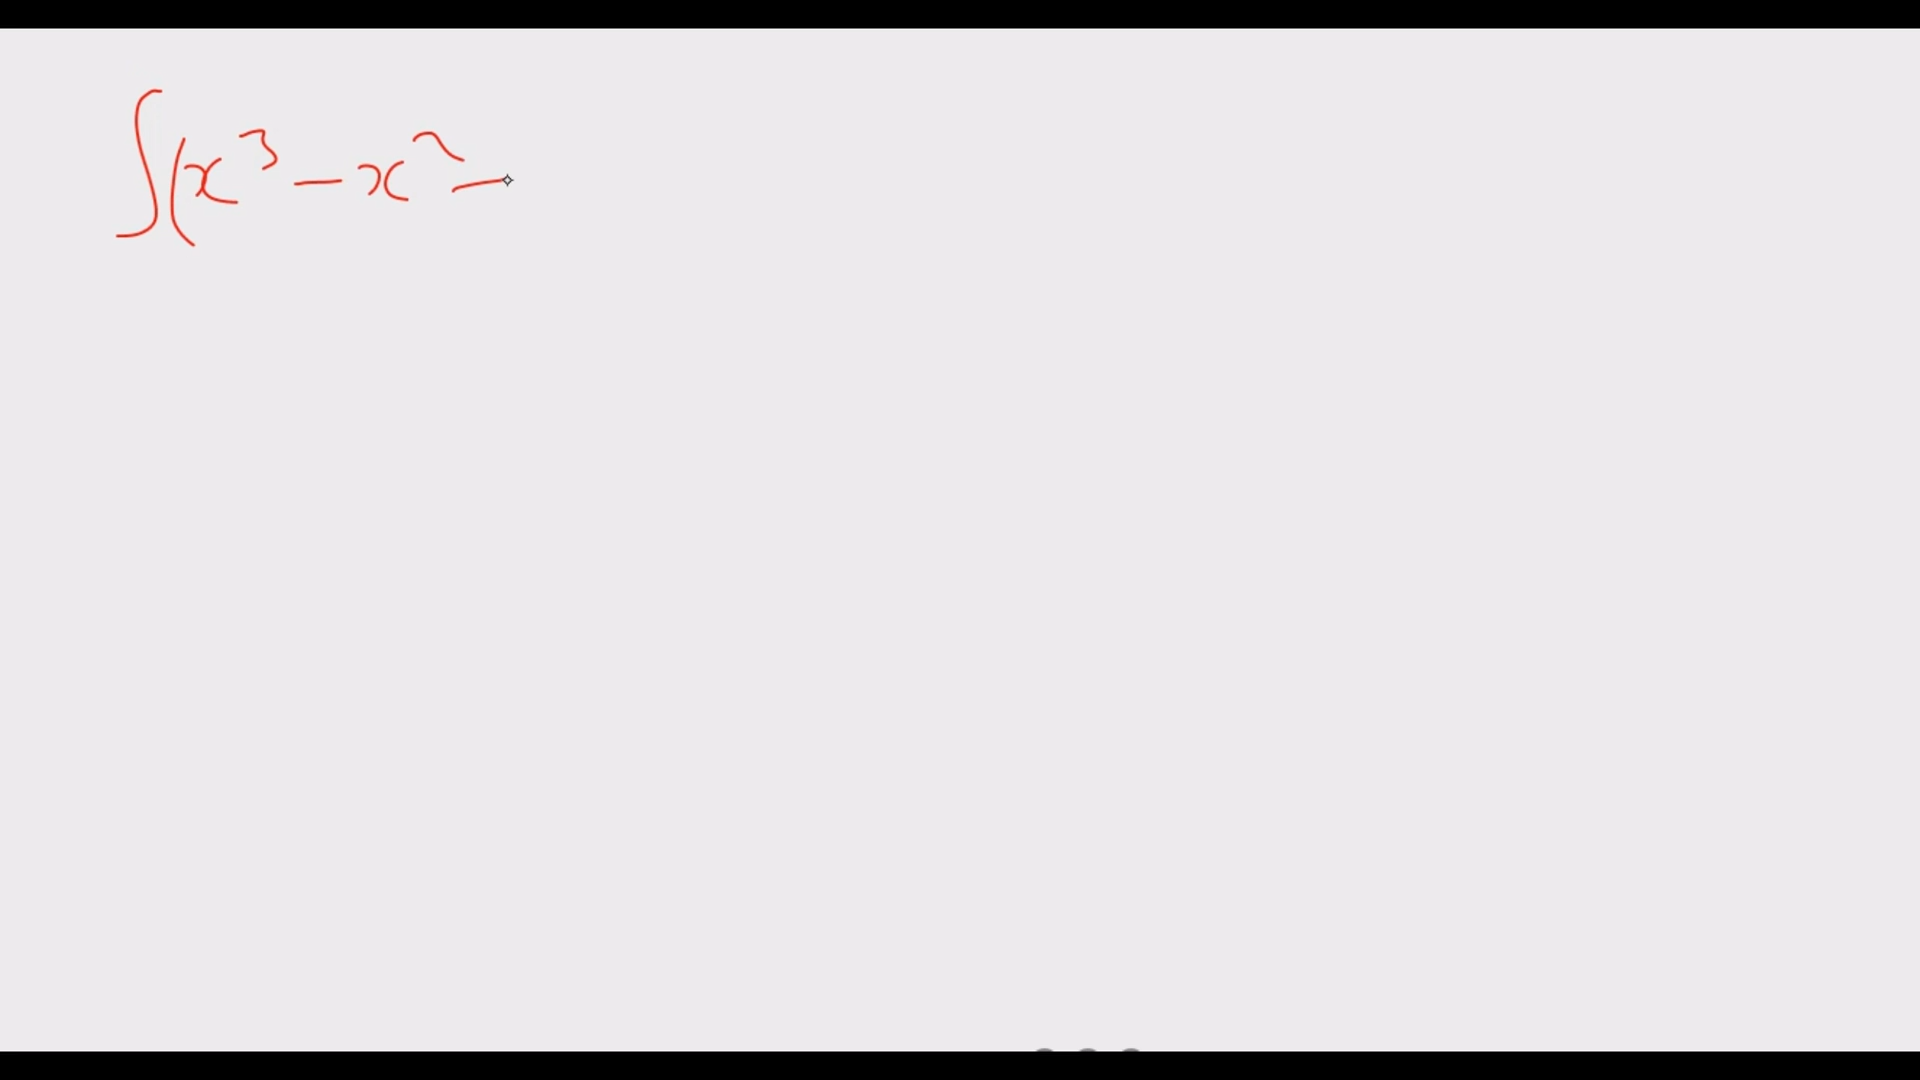 ∫(x³ - x² -